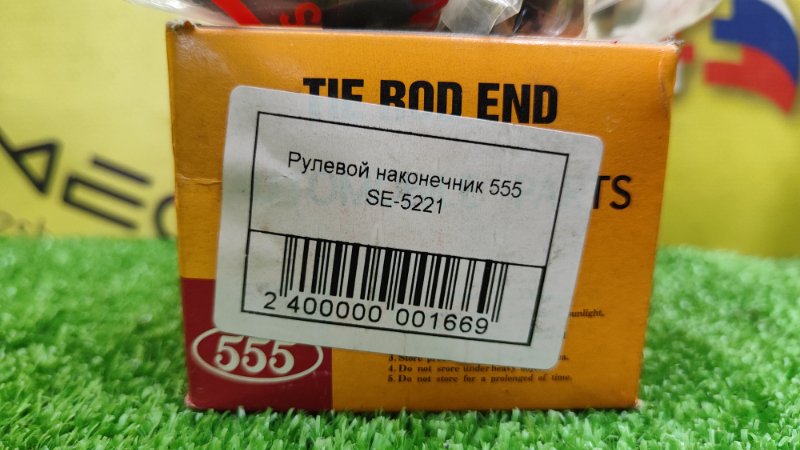 TIE ROD END
Рулевой наконечник 555
SE-5221
TS
2 400000 001669
sunlight,
555
4. Do not store under heavy
5. Do not store for a prolonged of time.